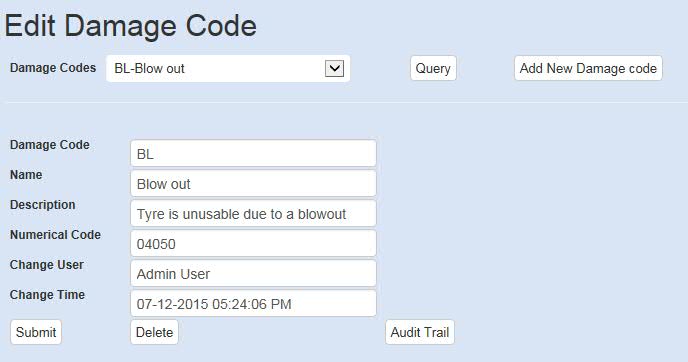 Edit Damage Code
Damage Codes BL-Blow out Query Add New Damage code
Damage Code BL
Name Blow out
Description Tyre is unusable due to a blowout
Numerical Code 04050
Change User Admin User
Change Time 07-12-2015 05:24:06 PM
Submit Delete Audit Trail